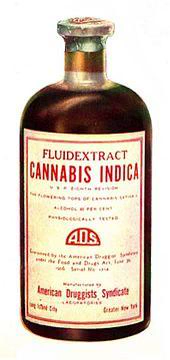 FLUIDEXTRACT
CANNABIS INDICA
U S P EIGHTH REVISION
THE FLOWERING TOPS OF CANNABIS SATIVA
ALCOHOL 80 PER CENT
PHYSIOLOGICALLY TESTED
ADS
Guaranteed by the American Druggist Syndicate
under the Food and Drugs Act, June 30,
1906. Serial No.
Manufactured by
American Druggists Syndicate
LABORATORIES
Long Island City Greater New York